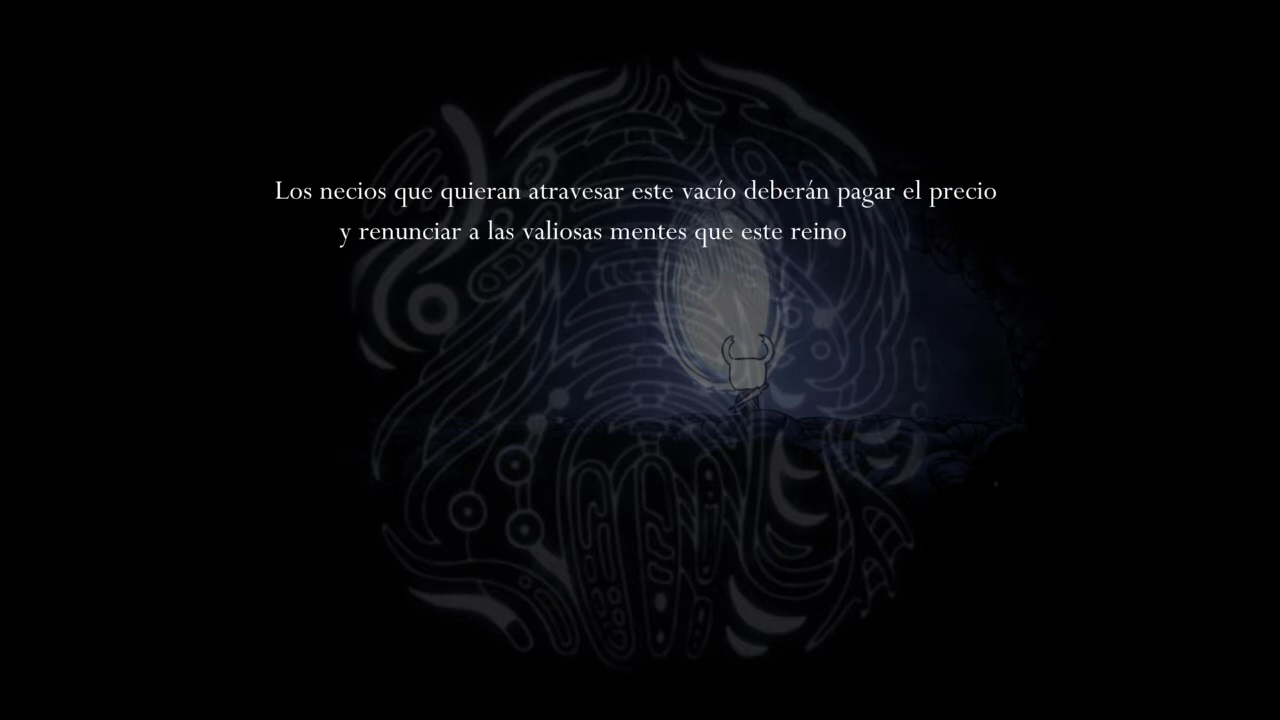 Los necios que quieran atravesar este vacío deberán pagar el precio
y renunciar a las valiosas mentes que este reino